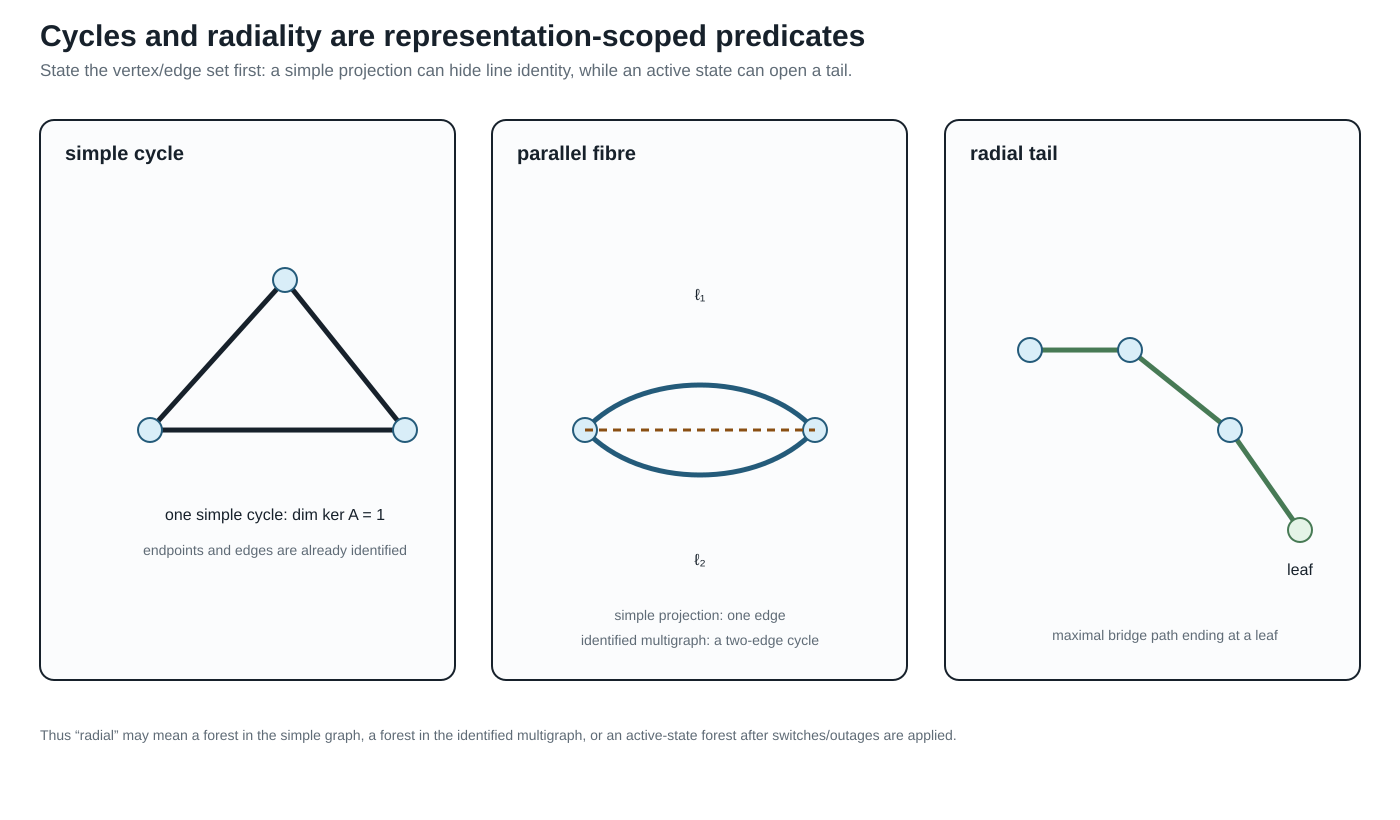 Cycles and radiality are representation-scoped predicates
State the vertex/edge set first: a simple projection can hide line identity, while an active state can open a tail.
simple cycle
one simple cycle: dim ker A = 1
endpoints and edges are already identified
parallel fibre
ℓ₁
ℓ₂
simple projection: one edge
identified multigraph: a two-edge cycle
radial tail
leaf
maximal bridge path ending at a leaf
Thus “radial” may mean a forest in the simple graph, a forest in the identified multigraph, or an active-state forest after switches/outages are applied.